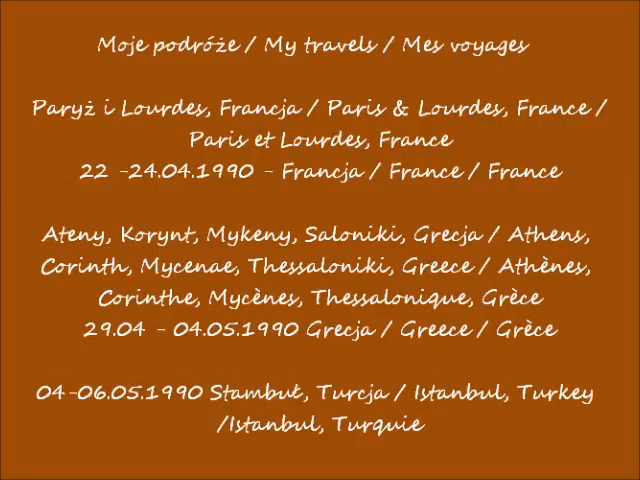 Moje podróże / My travels / Mes voyages
Paryż i Lourdes, Francja / Paris & Lourdes, France /
Paris et Lourdes, France
22 -24.04.1990 - Francja / France / France
Ateny, Korynt, Mykeny, Saloniki, Grecja / Athens,
Corinth, Mycenae, Thessaloniki, Greece / Athènes,
Corinthe, Mycènes, Thessalonique, Grèce
29.04 - 04.05.1990 Grecja / Greece / Grèce
04-06.05.1990 Stambuł, Turcja / Istanbul, Turkey
/Istanbul, Turquie